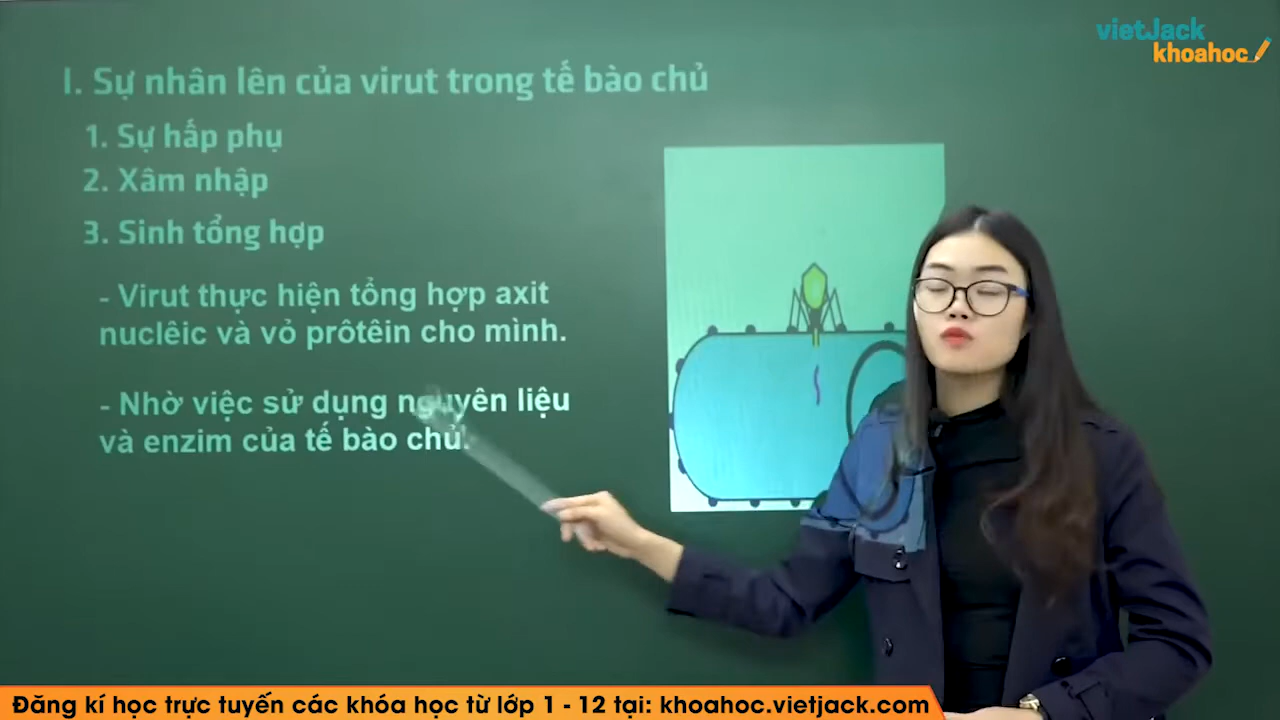 vietJack
khoahoc
I. Sự nhân lên của virut trong tế bào chủ
1. Sự hấp phụ
2. Xâm nhập
3. Sinh tổng hợp
- Virut thực hiện tổng hợp axit
nuclêic và vỏ prôtêin cho mình.
- Nhờ việc sử dụng nguyên liệu
và enzim của tế bào chủ.
Đăng kí học trực tuyến các khóa học từ lớp 1 - 12 tại: khoahoc.vietjack.com